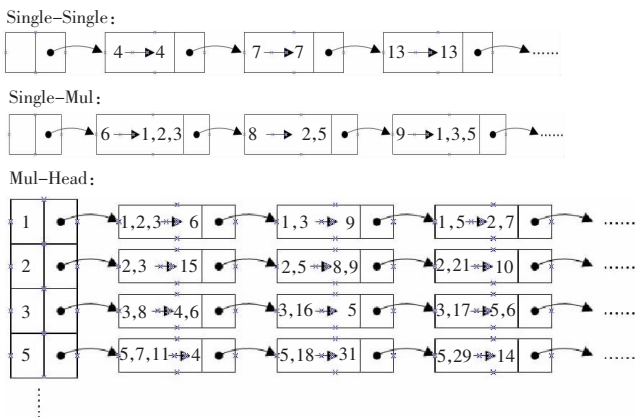 Single-Single:
4 → 4 7 → 7 13 → 13 ……
Single-Mul:
6 → 1,2,3 8 → 2,5 9 → 1,3,5 ……
Mul-Head:
1 1,2,3 → 6 1,3 → 9 1,5 → 2,7 ……
2 2,3 → 15 2,5 → 8,9 2,21 → 10 ……
3 3,8 → 4,6 3,16 → 5 3,17 → 5,6 ……
5 5,7,11 → 4 5,18 → 31 5,29 → 14 ……